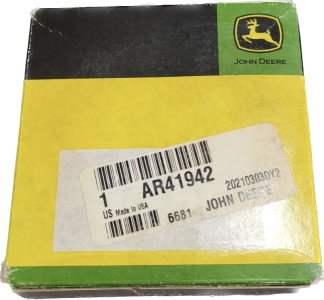 JOHN DEERE
1 AR41942
US Made in USA
20210303DY2
6681 JOHN DEERE